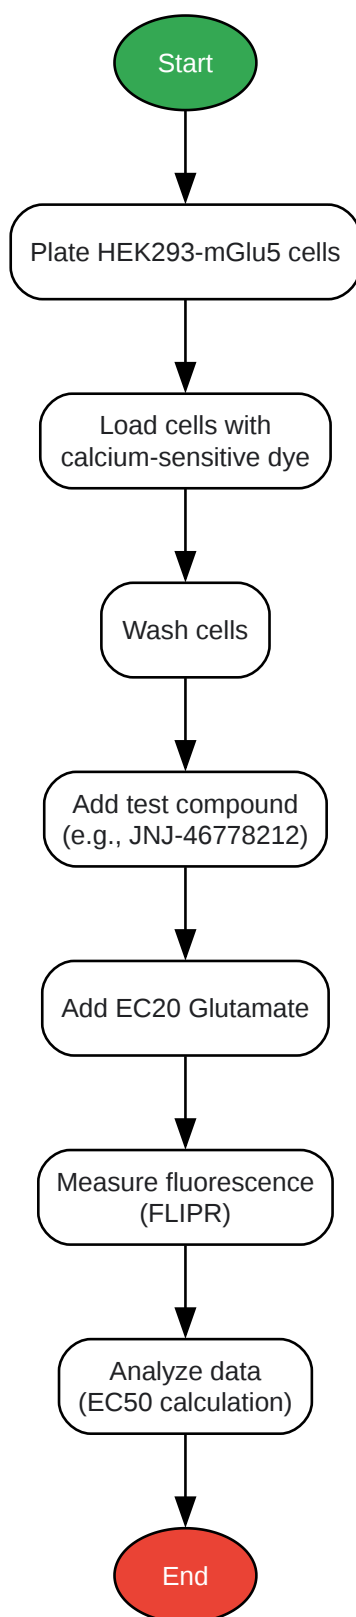 Start
Plate HEK293-mGlu5 cells
Load cells with
calcium-sensitive dye
Wash cells
Add test compound
(e.g., JNJ-46778212)
Add EC20 Glutamate
Measure fluorescence
(FLIPR)
Analyze data
(EC50 calculation)
End